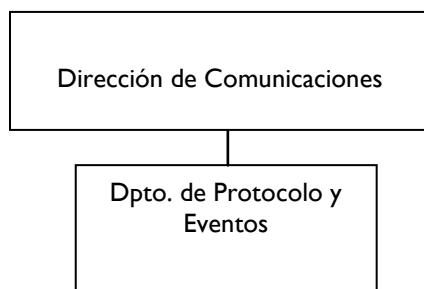 Dirección de Comunicaciones
Dpto. de Protocolo y
Eventos